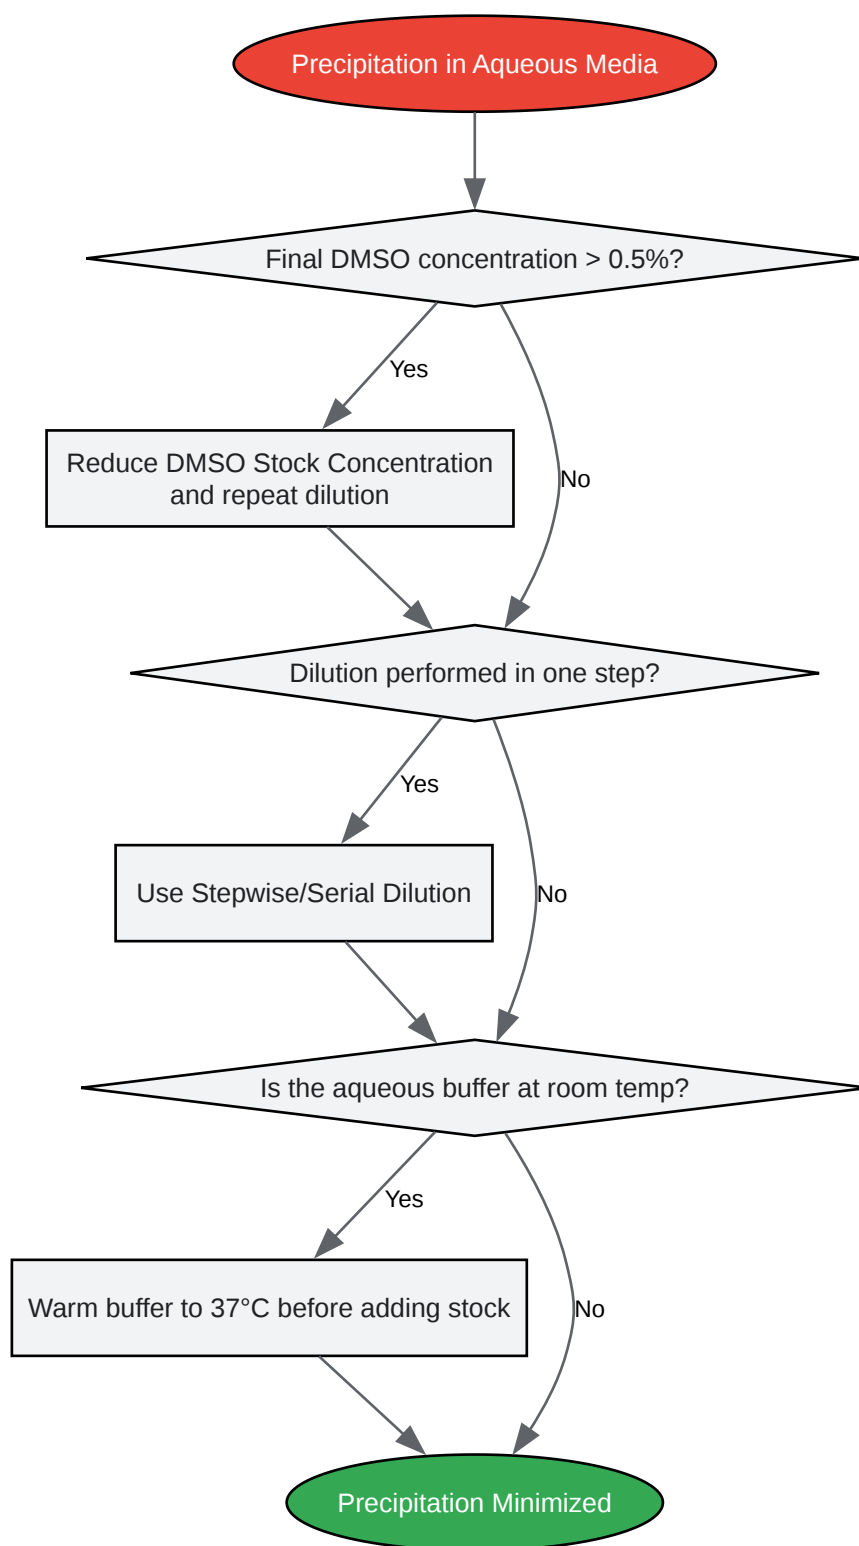 Precipitation in Aqueous Media
Final DMSO concentration > 0.5%?
Yes
Reduce DMSO Stock Concentration
and repeat dilution
No
Dilution performed in one step?
Yes
Use Stepwise/Serial Dilution
No
Is the aqueous buffer at room temp?
Yes
Warm buffer to 37°C before adding stock
No
Precipitation Minimized